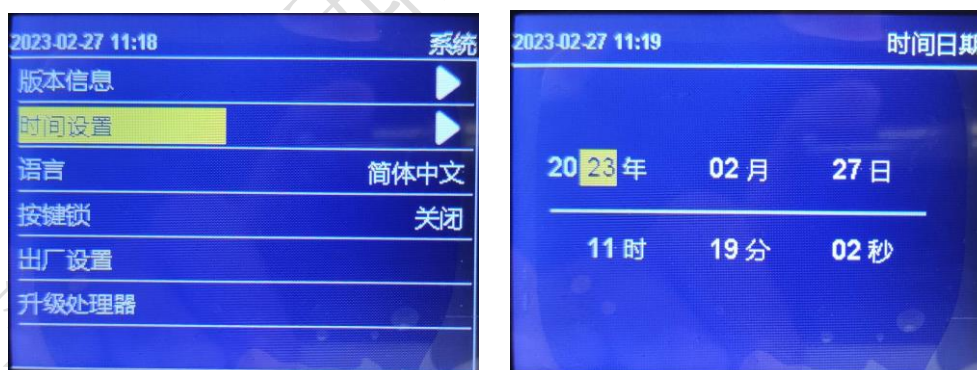 2023-02-27 11:18 系统
版本信息
时间设置
语言 简体中文
按键锁 关闭
出厂设置
升级处理器
2023-02-27 11:19 时间日期
2023年 02月 27日
11时 19分 02秒